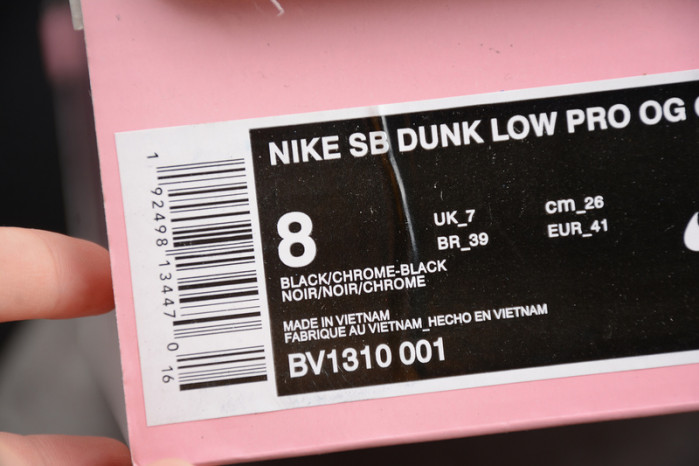 NIKE SB DUNK LOW PRO OG
8
UK_7
cm_26
BR_39
EUR_41
BLACK/CHROME-BLACK
NOIR/NOIR/CHROME
MADE IN VIETNAM
FABRIQUE AU VIETNAM_HECHO EN VIETNAM
BV1310 001
1 92498 13447 0 16